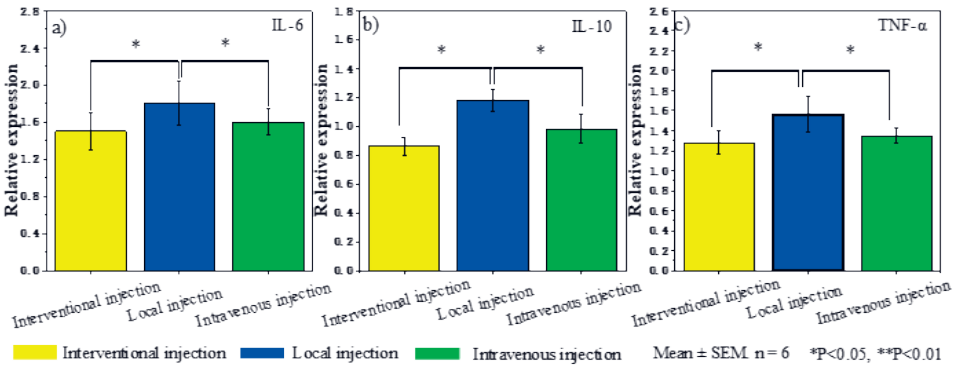 a) IL-6
* *
Relative expression
2.8
2.4
2.0
1.6
1.2
0.8
0.4
0.0
Interventional injection
Local injection
Intravenous injection
b) IL-10
* *
Relative expression
1.8
1.6
1.4
1.2
1.0
0.8
0.6
0.4
0.2
0.0
Interventional injection
Local injection
Intravenous injection
c) TNF-α
* *
Relative expression
2.6
2.4
2.2
2.0
1.8
1.6
1.4
1.2
1.0
0.8
0.6
0.4
0.2
0.0
Interventional injection
Local injection
Intravenous injection
Interventional injection Local injection Intravenous injection Mean ± SEM. n = 6 *P<0.05, **P<0.01